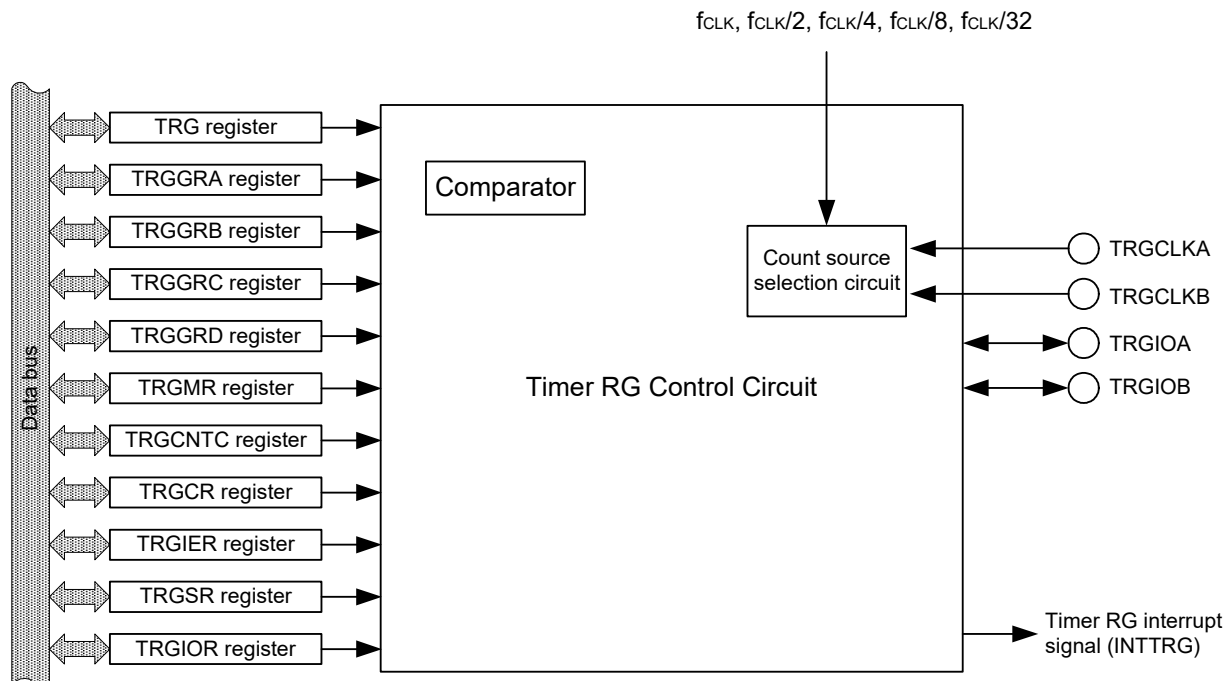 fCLK, fCLK/2, fCLK/4, fCLK/8, fCLK/32
Data bus
TRG register
TRGGRA register
TRGGRB register
TRGGRC register
TRGGRD register
TRGMR register
TRGCNTC register
TRGCR register
TRGIER register
TRGSR register
TRGIOR register
Comparator
Count source
selection circuit
Timer RG Control Circuit
TRGCLKA
TRGCLKB
TRGIOA
TRGIOB
Timer RG interrupt
signal (INTTRG)